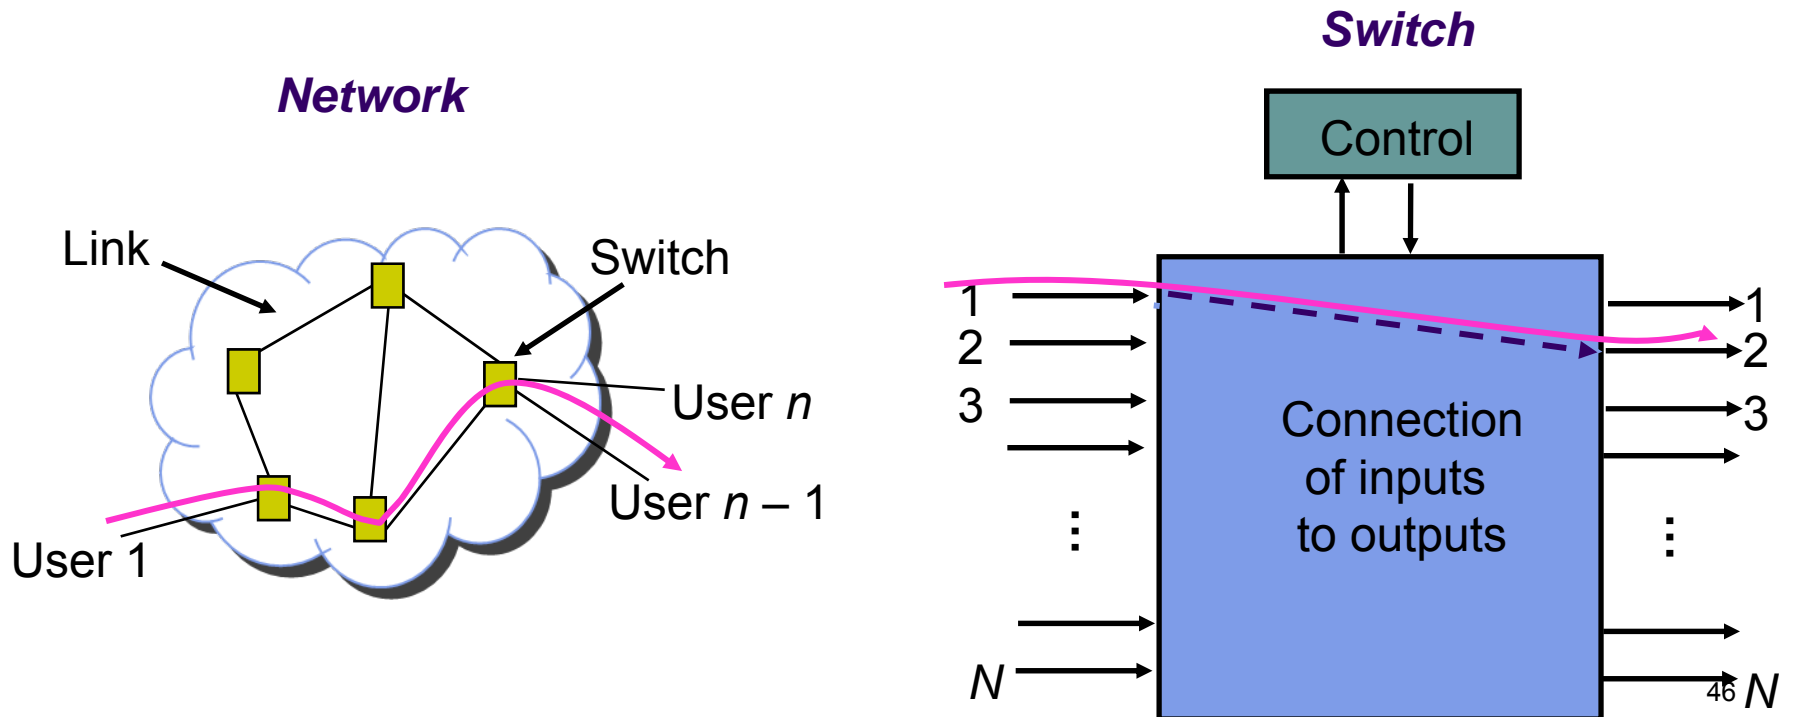 Network
Link
Switch
User n
User n – 1
User 1
Switch
Control
1
2
3
⋮
N
Connection
of inputs
to outputs
1
2
3
⋮
N
46